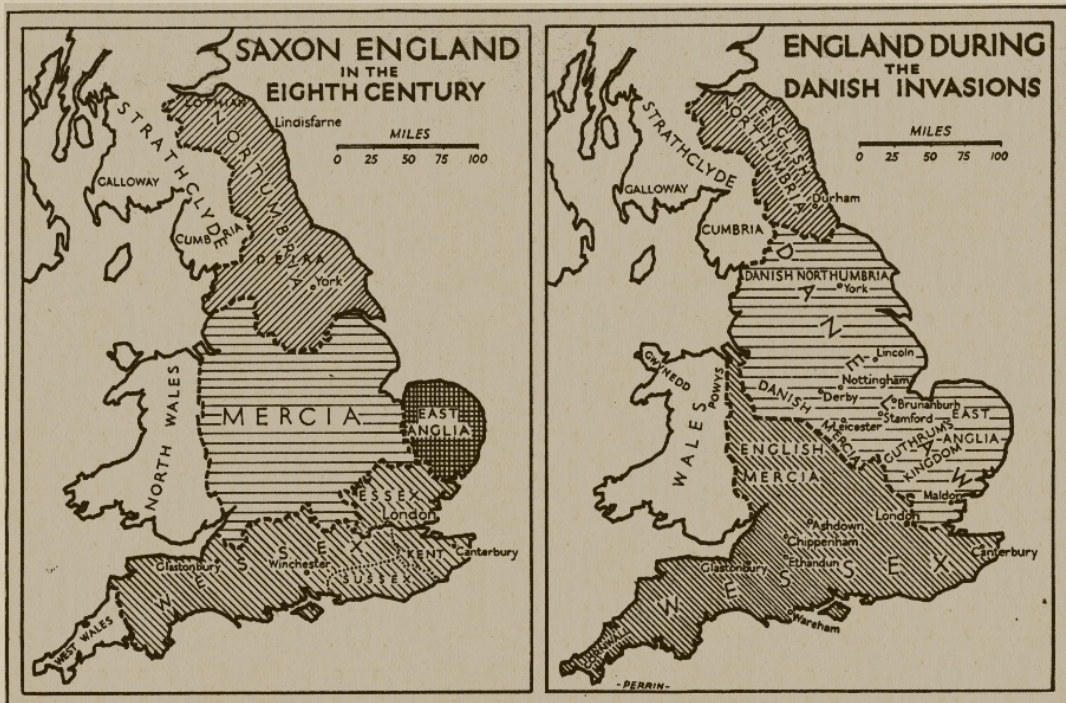 SAXON ENGLAND
IN THE
EIGHTH CENTURY
MILES
0 25 50 75 100
LOTHIAN
Lindisfarne
STRATHCLYDE
NORTUMBRIA
GALLOWAY
CUMBRIA
DEIRA
York
NORTH WALES
MERCIA
EAST
ANGLIA
ESSEX
London
WESSEX
Glastonbury
Winchester
KENT
Canterbury
SUSSEX
WEST WALES
ENGLAND DURING
THE
DANISH INVASIONS
MILES
0 25 50 75 100
STRATHCLYDE
ENGLISH
NORTHUMBRIA
GALLOWAY
Durham
CUMBRIA
DANELAW
DANISH NORTHUMBRIA
York
GWYNEDD
POWYS
WALES
Lincoln
Nottingham
Derby
DANISH
MERCIA
Brunanburh
Stamford
Leicester
EAST
ANGLIA
GUTHRUM'S
KINGDOM
ENGLISH
MERCIA
Maldon
London
Ashdown
Chippenham
Ethandun
Glastonbury
Canterbury
WESSEX
Wareham
-PERRIN-